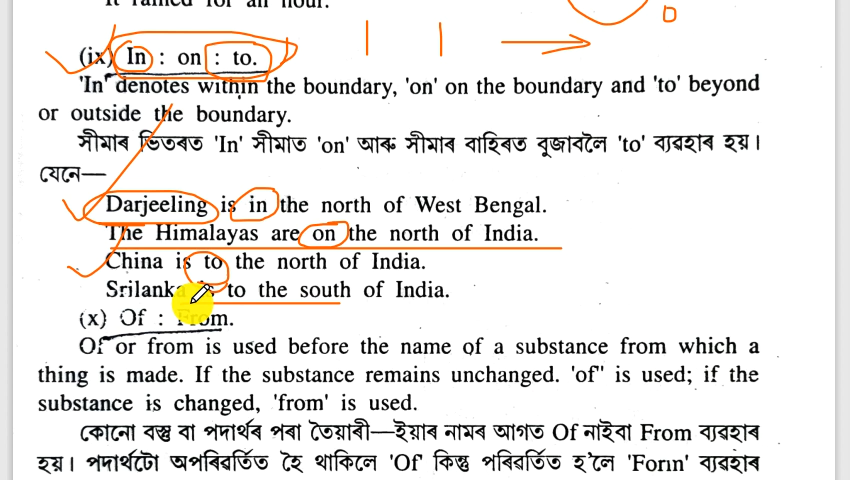 It rained for an hour.
(ix) In : on : to.
'In' denotes within the boundary, 'on' on the boundary and 'to' beyond
or outside the boundary.
সীমাৰ ভিতৰত 'In' সীমাত 'on' আৰু সীমাৰ বাহিৰত বুজাবলৈ 'to' ব্যৱহাৰ হয়।
যেনে—
Darjeeling is in the north of West Bengal.
The Himalayas are on the north of India.
China is to the north of India.
Srilanka to the south of India.
(x) Of : From.
Of or from is used before the name of a substance from which a
thing is made. If the substance remains unchanged. 'of" is used; if the
substance is changed, 'from' is used.
কোনো বস্তু বা পদাৰ্থৰ পৰা তৈয়াৰী—ইয়াৰ নামৰ আগত Of নাইবা From ব্যৱহাৰ
হয়। পদাৰ্থটো অপৰিৱৰ্তিত হৈ থাকিলে 'Of' কিন্তু পৰিৱৰ্তিত হ'লে 'Form' ব্যৱহাৰ